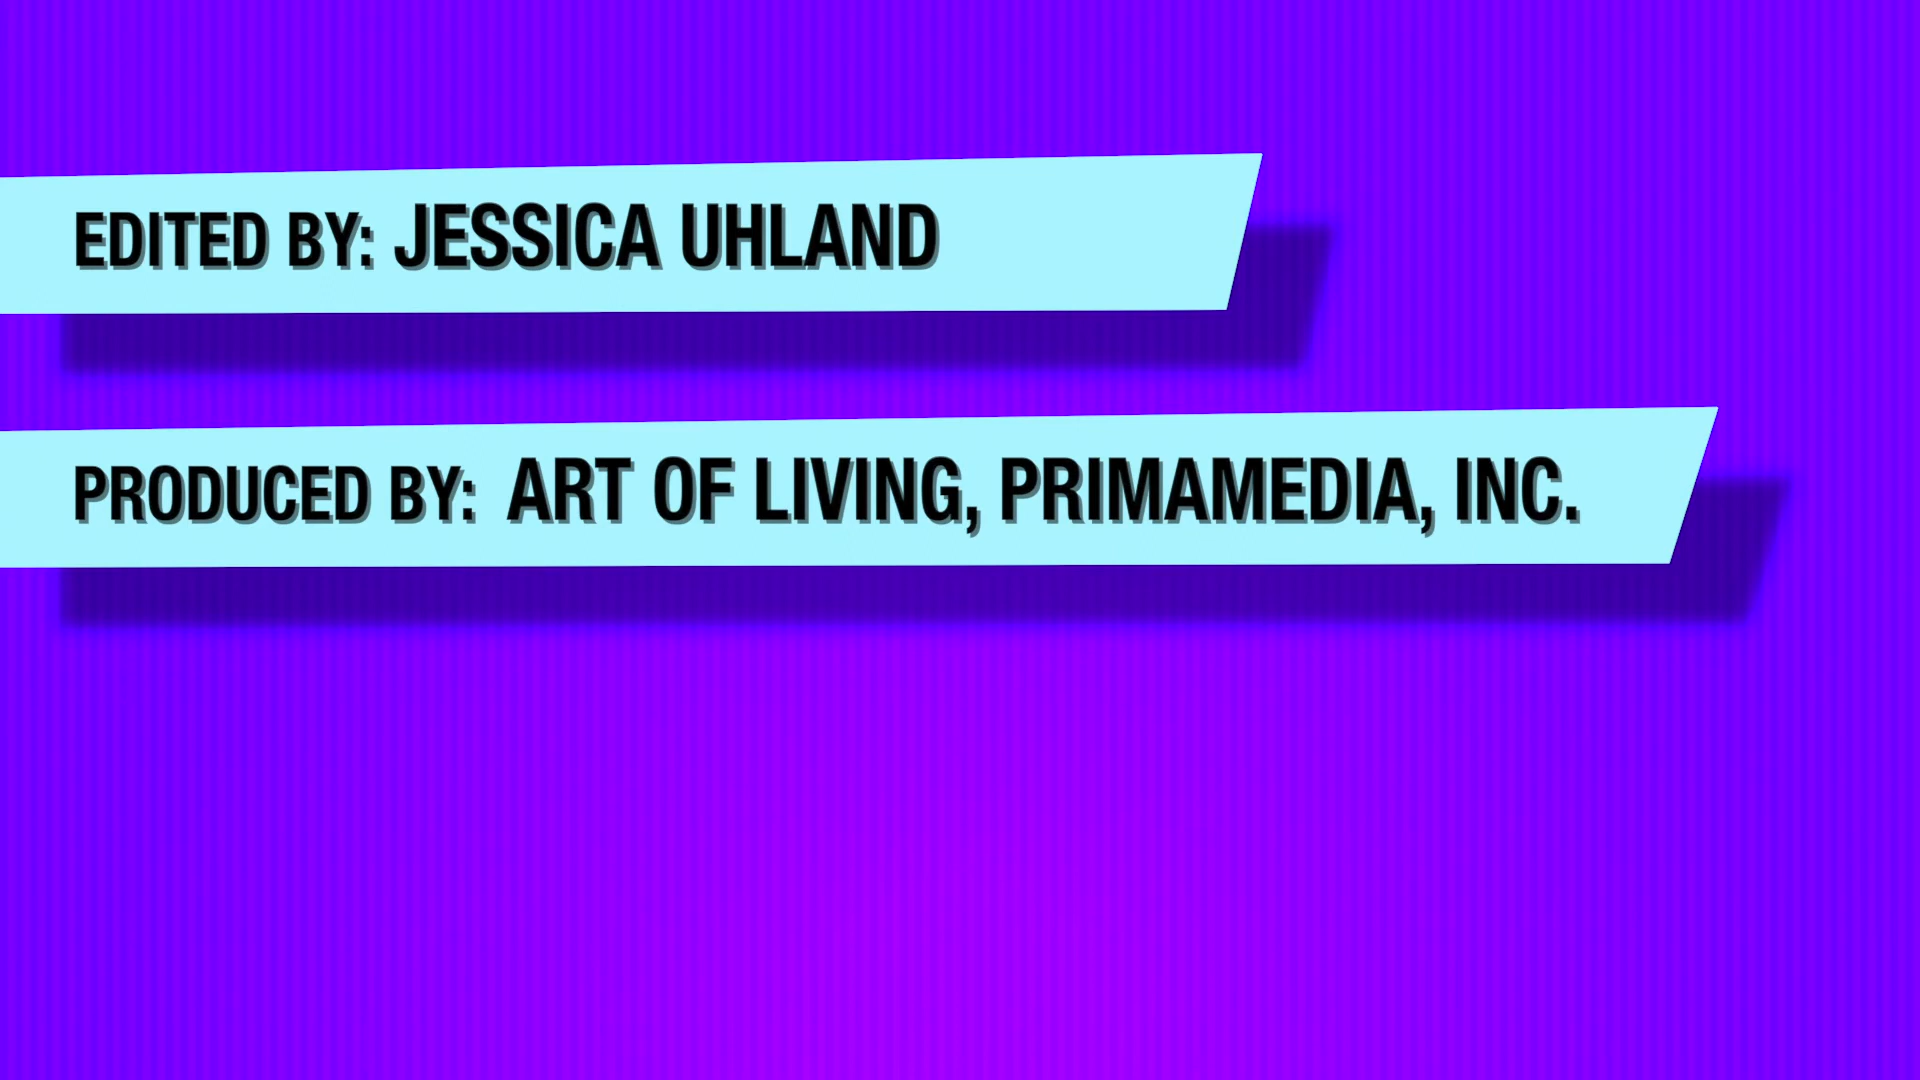 EDITED BY: JESSICA UHLAND
PRODUCED BY: ART OF LIVING, PRIMAMEDIA, INC.